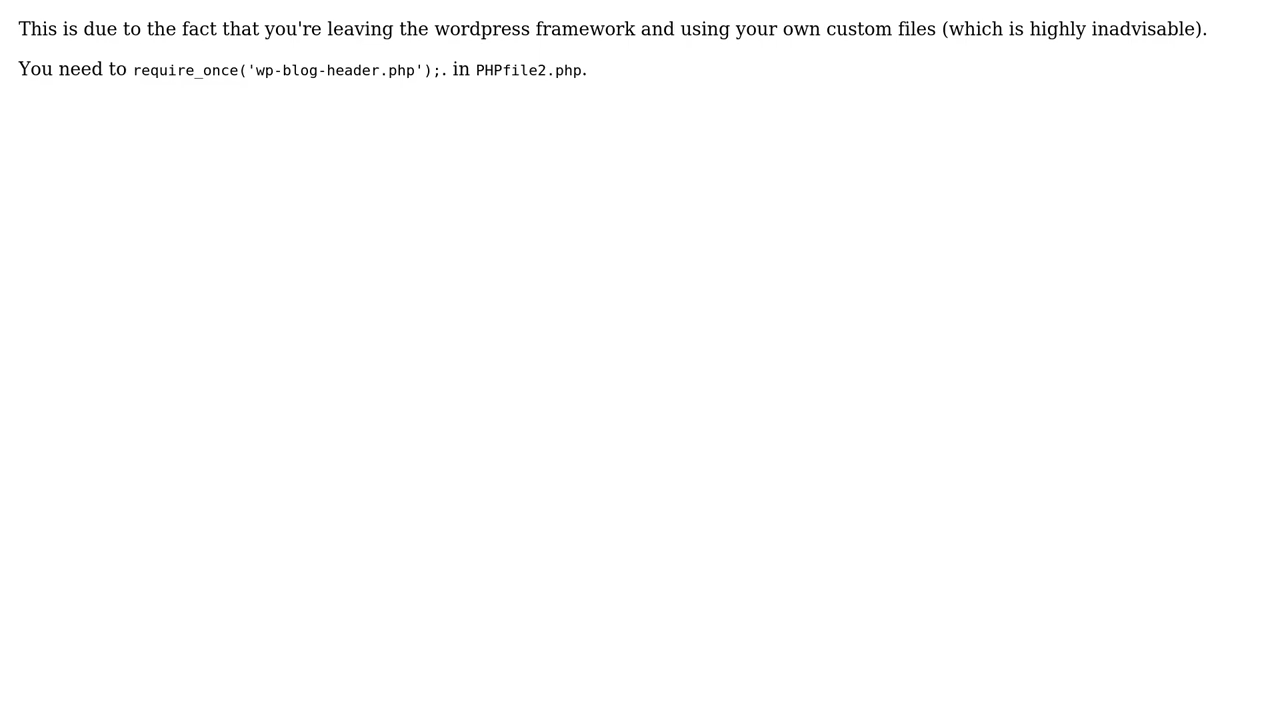 This is due to the fact that you're leaving the wordpress framework and using your own custom files (which is highly inadvisable).
You need to require_once('wp-blog-header.php');. in PHPfile2.php.